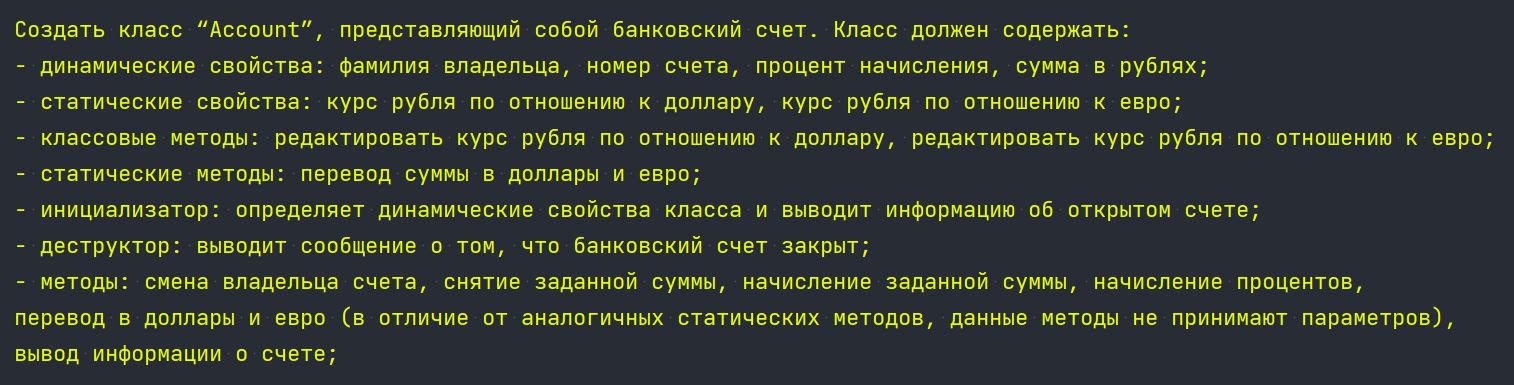 Создать класс “Account”, представляющий собой банковский счет. Класс должен содержать:
- динамические свойства: фамилия владельца, номер счета, процент начисления, сумма в рублях;
- статические свойства: курс рубля по отношению к доллару, курс рубля по отношению к евро;
- классовые методы: редактировать курс рубля по отношению к доллару, редактировать курс рубля по отношению к евро;
- статические методы: перевод суммы в доллары и евро;
- инициализатор: определяет динамические свойства класса и выводит информацию об открытом счете;
- деструктор: выводит сообщение о том, что банковский счет закрыт;
- методы: смена владельца счета, снятие заданной суммы, начисление заданной суммы, начисление процентов,
перевод в доллары и евро (в отличие от аналогичных статических методов, данные методы не принимают параметров),
вывод информации о счете;